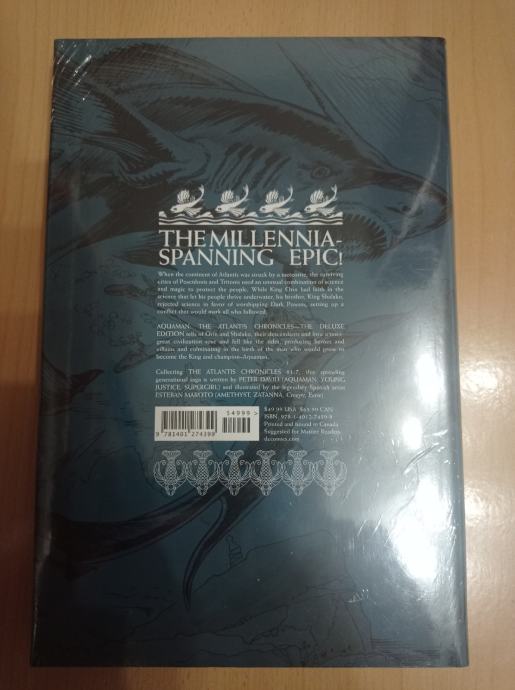 THE MILLENNIA-
SPANNING EPIC!
When the continent of Atlantis was struck by a meteorite, the surviving
cities of Poseidonis and Tritonis used an unusual combination of science
and magic to protect the people. While King Orin had faith in the
science that let his people thrive underwater, his brother, King Shalako,
rejected science in favor of worshipping Dark Powers, setting up a
conflict that would mark all who followed.
AQUAMAN: THE ATLANTIS CHRONICLES—THE DELUXE
EDITION tells of Orin and Shalako, their descendants and how a once-
great civilization rose and fell like the tides, producing heroes and
villains and culminating in the birth of the man who would grow to
become the King and champion—Aquaman.
Collecting THE ATLANTIS CHRONICLES #1-7, this sprawling
generational saga is written by PETER DAVID (AQUAMAN, YOUNG
JUSTICE, SUPERGIRL) and illustrated by the legendary Spanish artist
ESTEBAN MAROTO (AMETHYST, ZATANNA, Creepy, Eerie)
54999 >
9 781401 274399
$49.99 USA $65.99 CAN
ISBN: 978-1-4012-7439-9
Printed and bound in Canada
Suggested for Mature Readers
dccomics.com